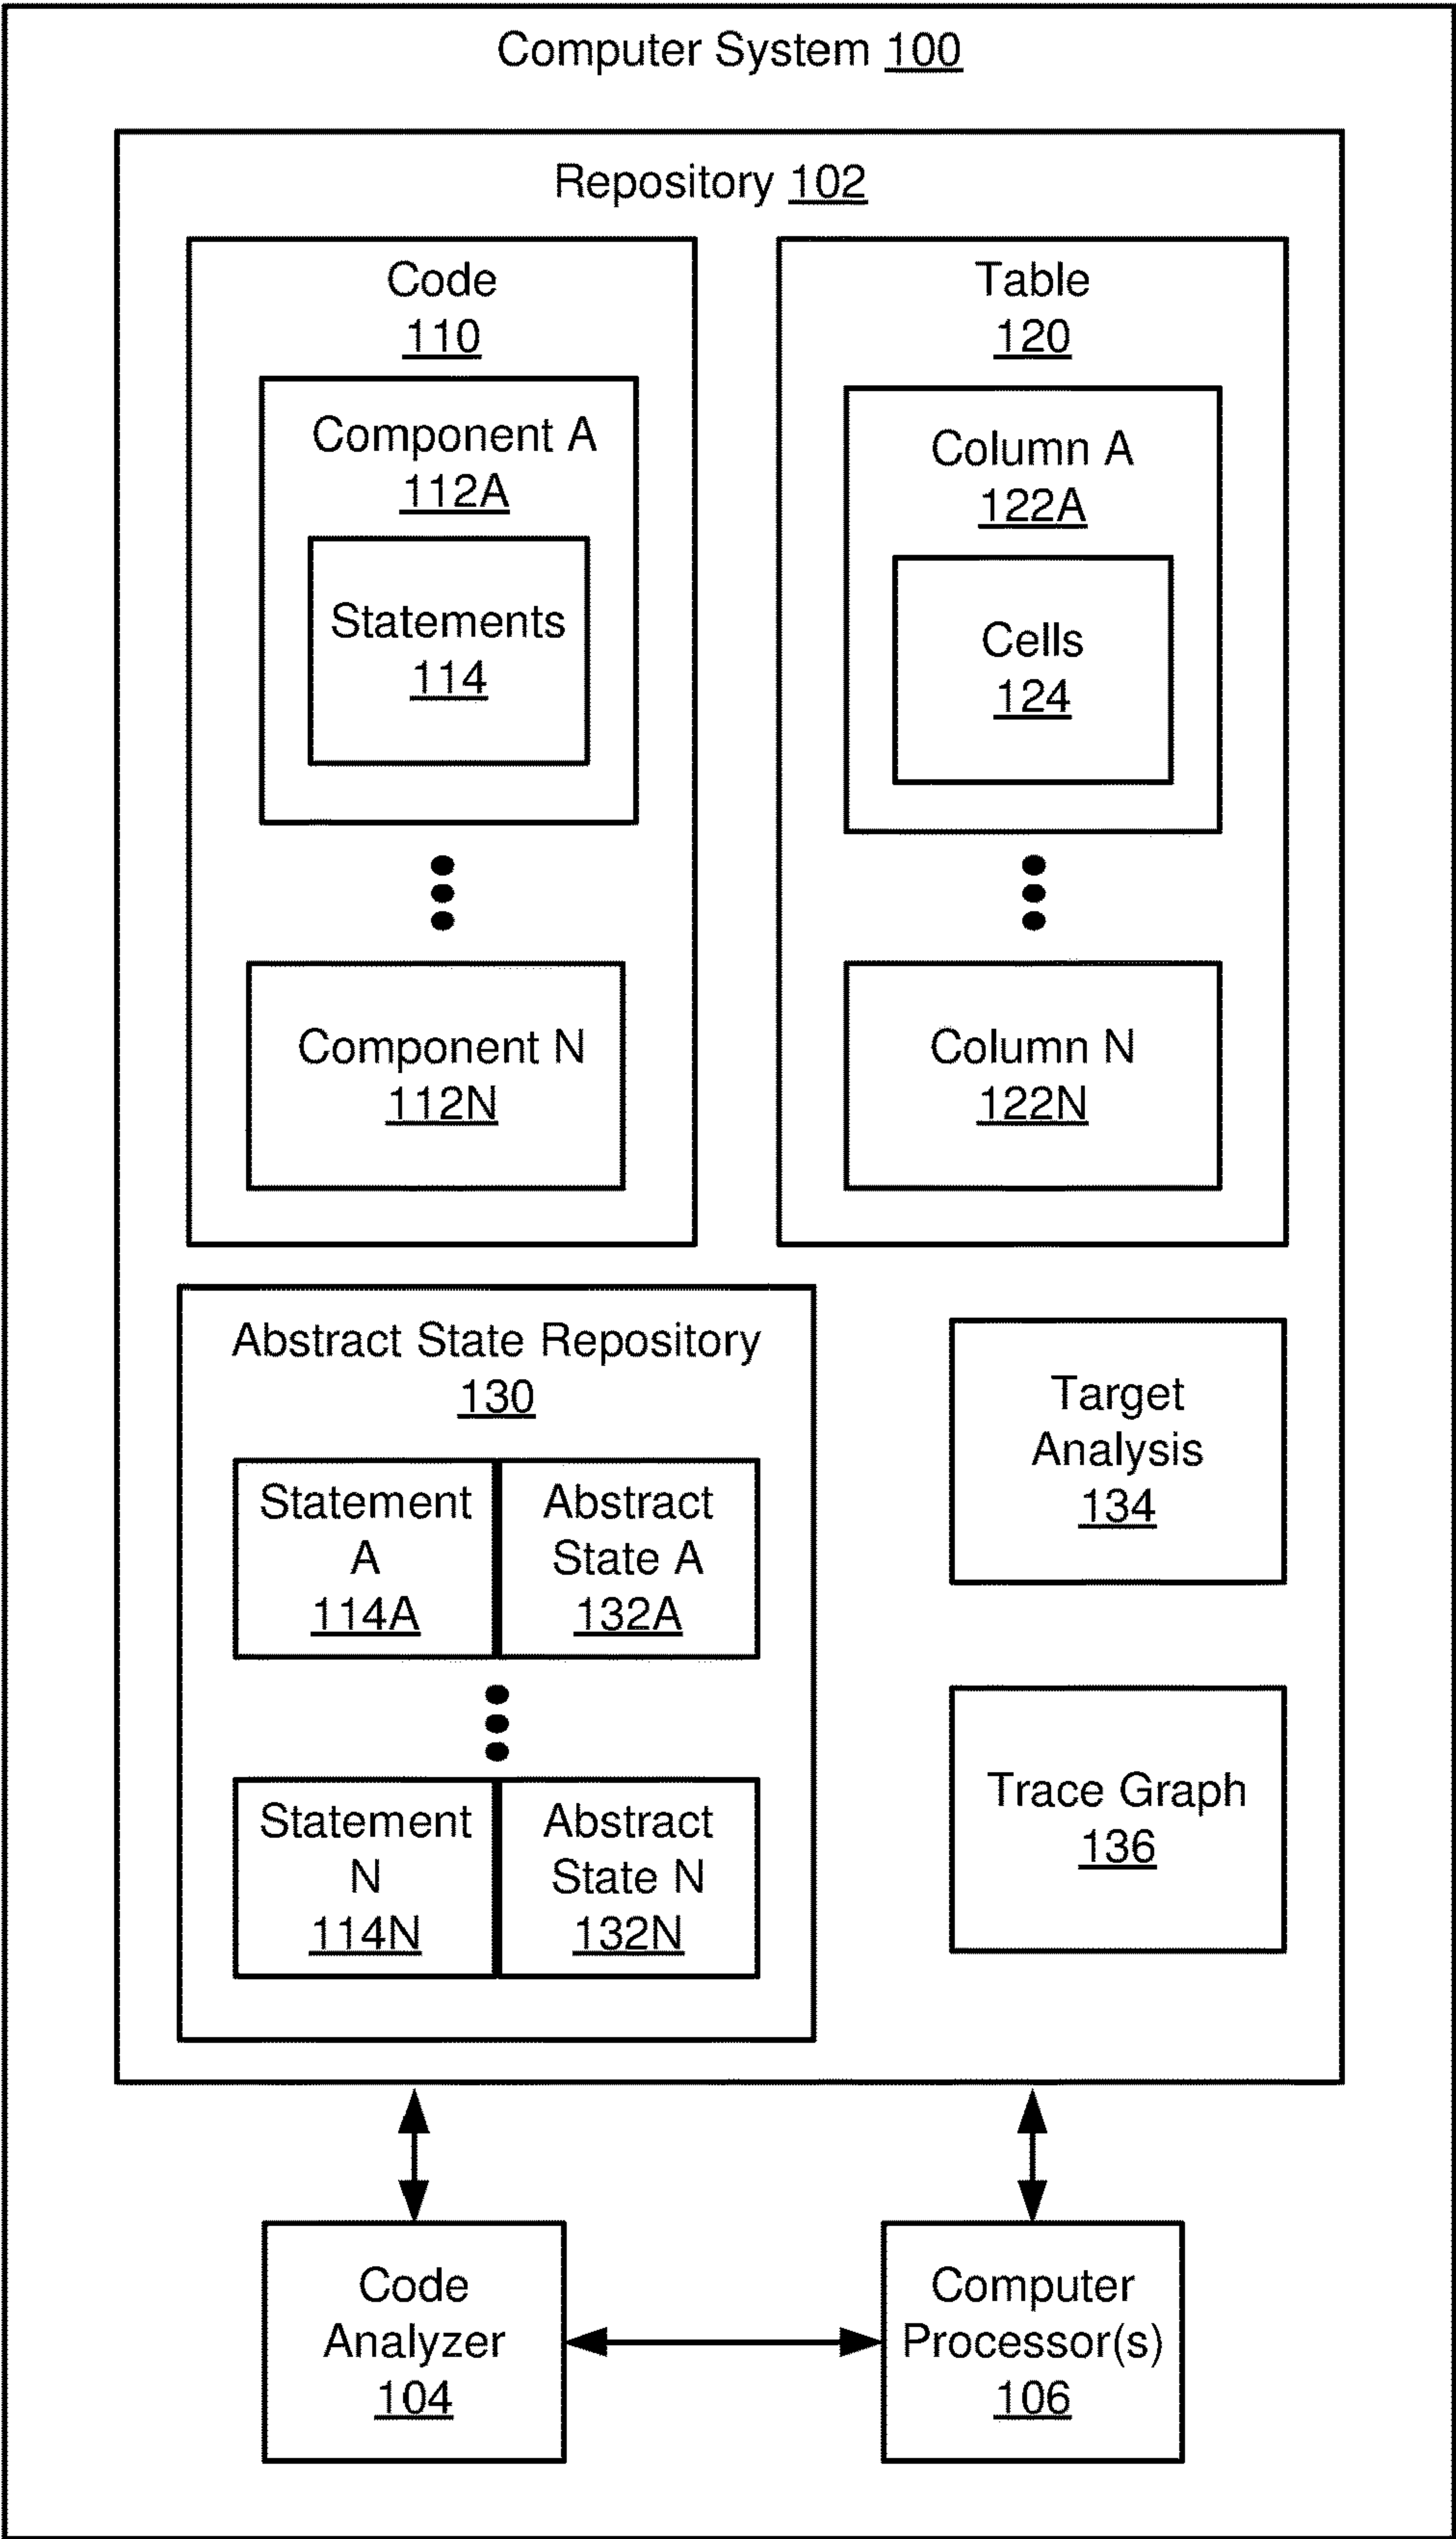 Computer System 100
Repository 102
Code
110
Component A
112A
Statements
114
Component N
112N
Table
120
Column A
122A
Cells
124
Column N
122N
Abstract State Repository
130
Statement
A
114A
Abstract
State A
132A
Statement
N
114N
Abstract
State N
132N
Target
Analysis
134
Trace Graph
136
Code
Analyzer
104
Computer
Processor(s)
106